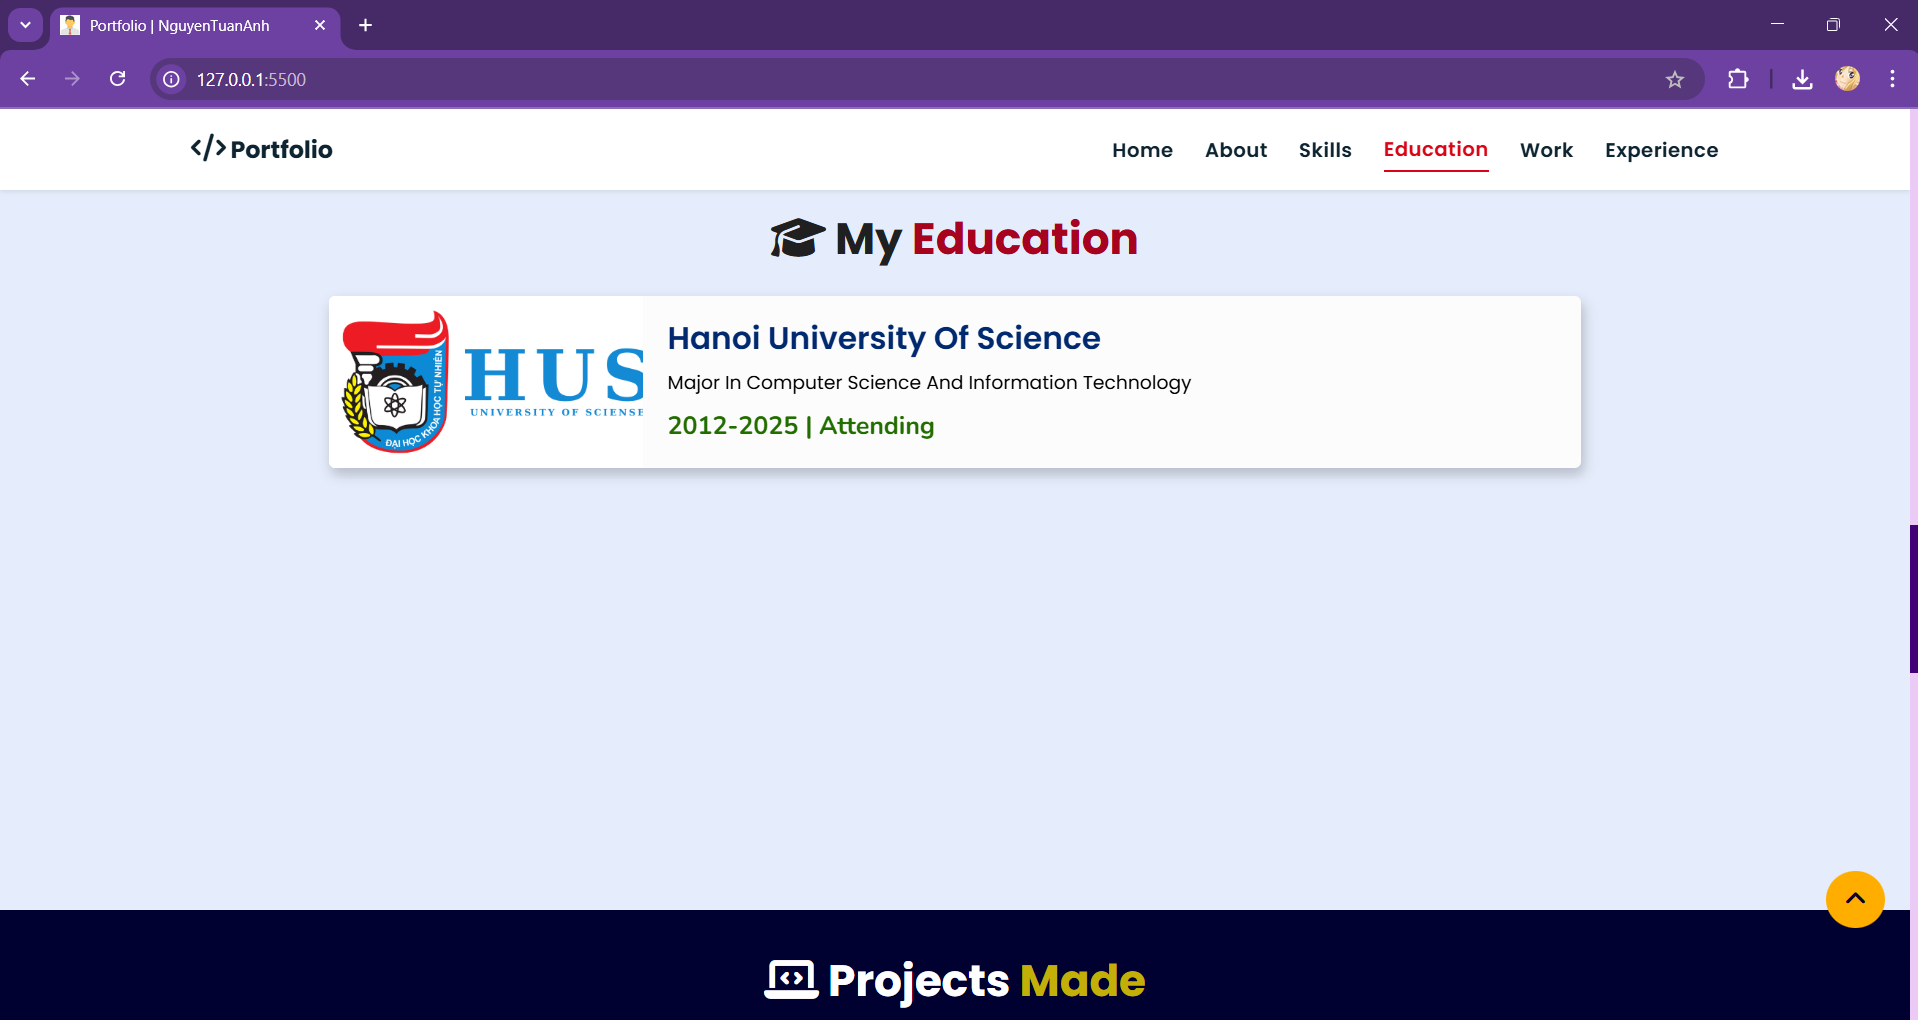 Portfolio | NguyenTuanAnh
127.0.0.1:5500
</> Portfolio
Home About Skills Education Work Experience
My Education
ĐẠI HỌC KHOA HỌC TỰ NHIÊN
HUS
UNIVERSITY OF SCIENSE
Hanoi University Of Science
Major In Computer Science And Information Technology
2012-2025 | Attending
Projects Made